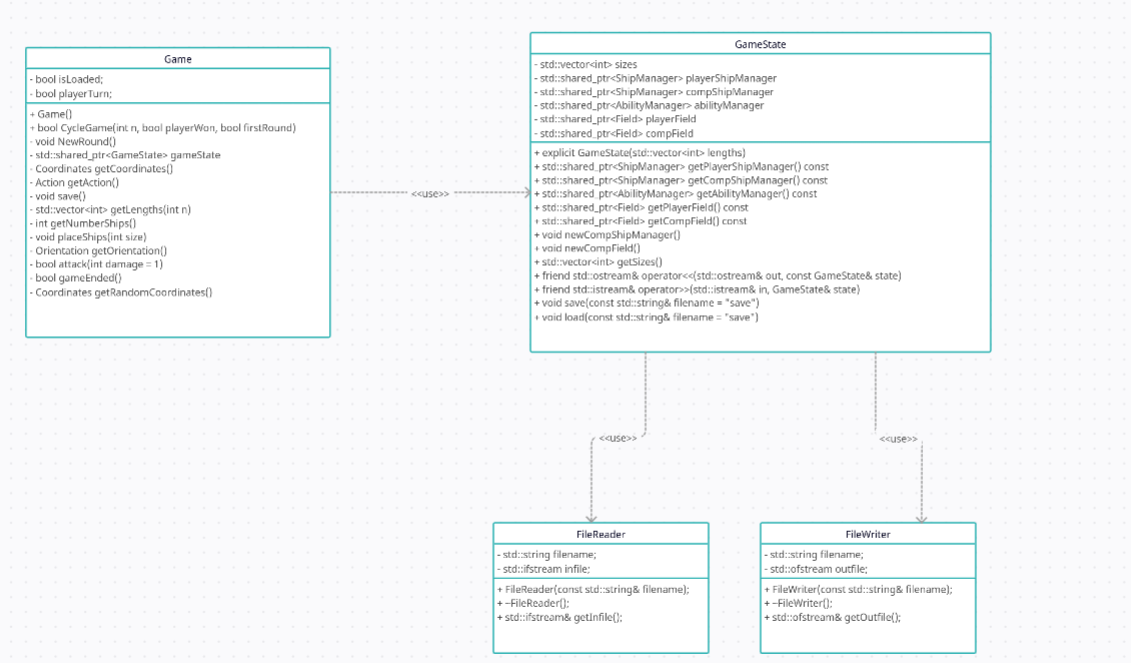 Game
- bool isLoaded;
- bool playerTurn;
+ Game()
+ bool CycleGame(int n, bool playerWon, bool firstRound)
- void NewRound()
- std::shared_ptr<GameState> gameState
- Coordinates getCoordinates()
- Action getAction()
- void save()
- std::vector<int> getLengths(int n)
- int getNumberShips()
- void placeShips(int size)
- Orientation getOrientation()
- bool attack(int damage = 1)
- bool gameEnded()
- Coordinates getRandomCoordinates()
<<use>>
GameState
- std::vector<int> sizes
- std::shared_ptr<ShipManager> playerShipManager
- std::shared_ptr<ShipManager> compShipManager
- std::shared_ptr<AbilityManager> abilityManager
- std::shared_ptr<Field> playerField
- std::shared_ptr<Field> compField
+ explicit GameState(std::vector<int> lengths)
+ std::shared_ptr<ShipManager> getPlayerShipManager() const
+ std::shared_ptr<ShipManager> getCompShipManager() const
+ std::shared_ptr<AbilityManager> getAbilityManager() const
+ std::shared_ptr<Field> getPlayerField() const
+ std::shared_ptr<Field> getCompField() const
+ void newCompShipManager()
+ void newCompField()
+ std::vector<int> getSizes()
+ friend std::ostream& operator<<(std::ostream& out, const GameState& state)
+ friend std::istream& operator>>(std::istream& in, GameState& state)
+ void save(const std::string& filename = "save")
+ void load(const std::string& filename = "save")
<<use>>
<<use>>
FileReader
- std::string filename;
- std::ifstream infile;
+ FileReader(const std::string& filename);
+ ~FileReader();
+ std::ifstream& getInfile();
FileWriter
- std::string filename;
- std::ofstream outfile;
+ FileWriter(const std::string& filename);
+ ~FileWriter();
+ std::ofstream& getOutfile();